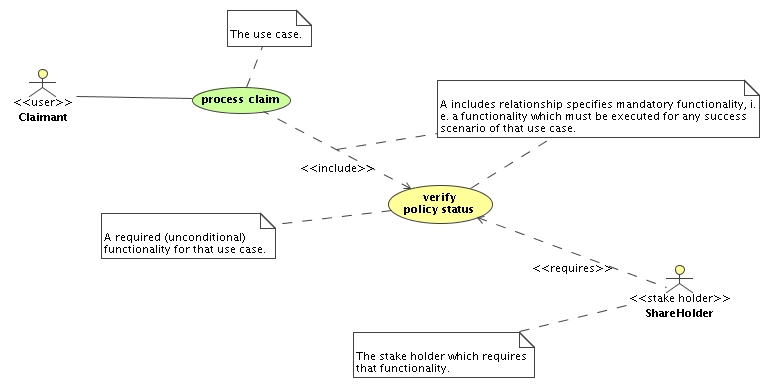 The use case.
<<user>>
Claimant
process claim
A includes relationship specifies mandatory functionality, i.
e. a functionality which must be executed for any success
scenario of that use case.
<<include>>
verify
policy status
A required (unconditional)
functionality for that use case.
<<requires>>
<<stake holder>>
ShareHolder
The stake holder which requires
that functionality.